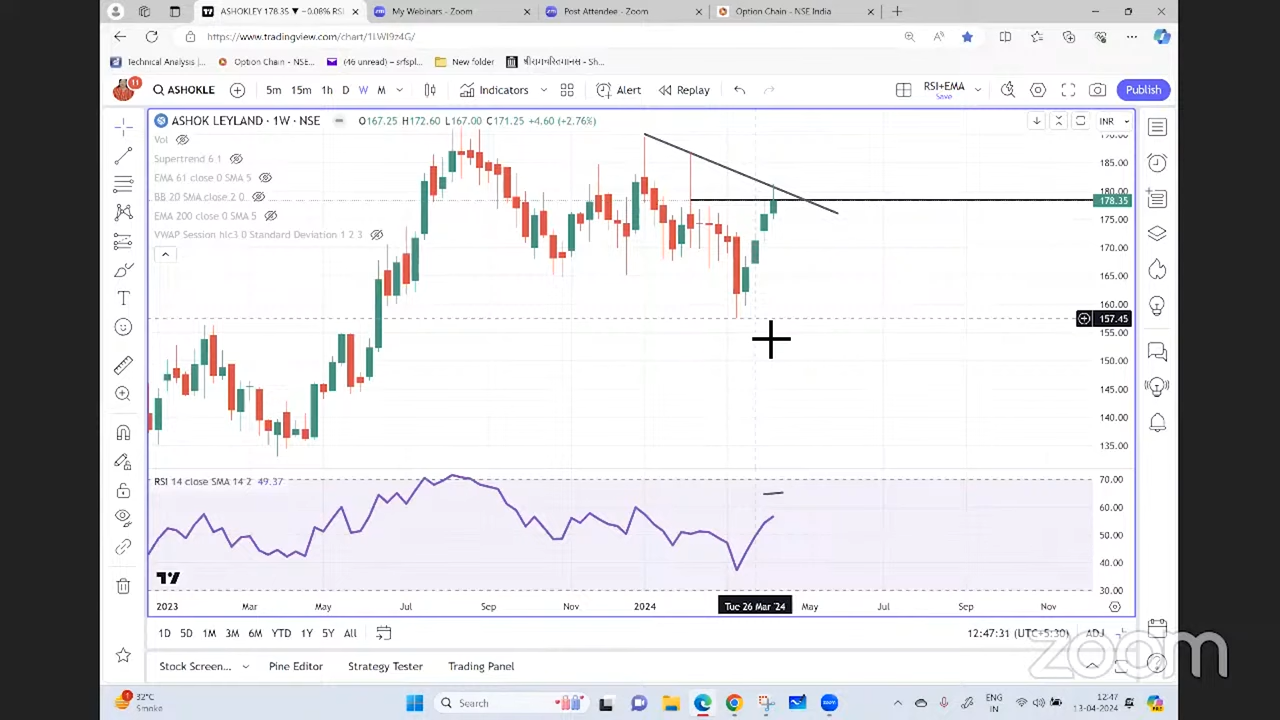 ASHOKLEY 178.35 ▼ −0.08% RSI
My Webinars - Zoom
Post Attendee - Zoom
Option Chain - NSE India
https://www.tradingview.com/chart/1LWI9z4G/
Technical Analysis |...
Option Chain - NSE...
(46 unread) - srfspl...
New folder
- Sh...
11
ASHOKLE
5m 15m 1h D W M
Indicators
Alert
Replay
RSI+EMA
Save
Publish
ASHOK LEYLAND · 1W · NSE
O167.25 H172.60 L167.00 C171.25 +4.60 (+2.76%)
INR
Vol
Supertrend 6 1
EMA 61 close 0 SMA 5
BB 20 SMA close 2 0
EMA 200 close 0 SMA 5
VWAP Session hlc3 0 Standard Deviation 1 2 3
190.00
185.00
180.00
178.35
175.00
170.00
165.00
160.00
157.45
155.00
150.00
145.00
140.00
135.00
RSI 14 close SMA 14 2 49.37
70.00
60.00
50.00
40.00
30.00
2023 Mar May Jul Sep Nov 2024 Tue 26 Mar '24 May Jul Sep Nov
1D 5D 1M 3M 6M YTD 1Y 5Y All
12:47:31 (UTC+5:30)
ADJ
Stock Screen...
Pine Editor
Strategy Tester
Trading Panel
zoom
1
32°C
Smoke
Search
zoom
ENG
IN
12:47
13-04-2024